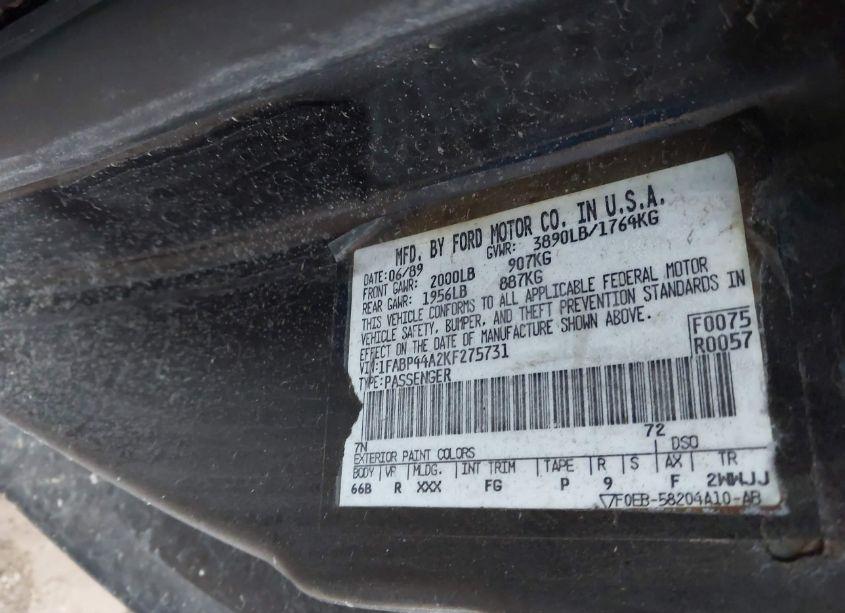 MFD. BY FORD MOTOR CO. IN U.S.A.
DATE: 06/89 GVWR: 3890LB/1764KG
FRONT GAWR: 2000LB 907KG
REAR GAWR: 1956LB 887KG
THIS VEHICLE CONFORMS TO ALL APPLICABLE FEDERAL MOTOR
VEHICLE SAFETY, BUMPER, AND THEFT PREVENTION STANDARDS IN
EFFECT ON THE DATE OF MANUFACTURE SHOWN ABOVE.
VIN:1FABP44A2KF275731 F0075
TYPE:PASSENGER R0057
7N 72
EXTERIOR PAINT COLORS DSO
BODY VR MLDG. INT TRIM TAPE R S AX TR
66B R XXX FG P 9 F
F0EB-58204A10-AB